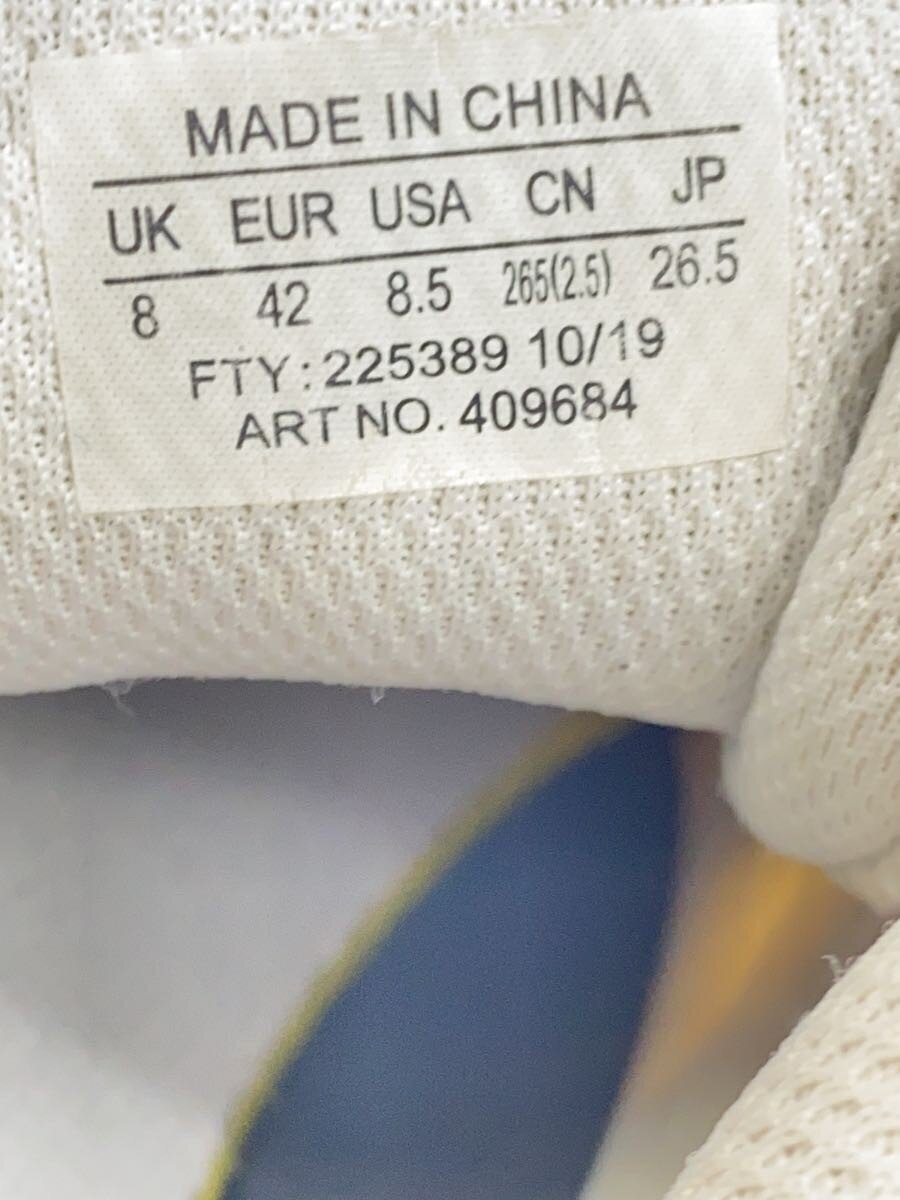 MADE IN CHINA
UK EUR USA CN JP
8 42 8.5 265(2.5) 26.5
FTY:225389 10/19
ART NO. 409684